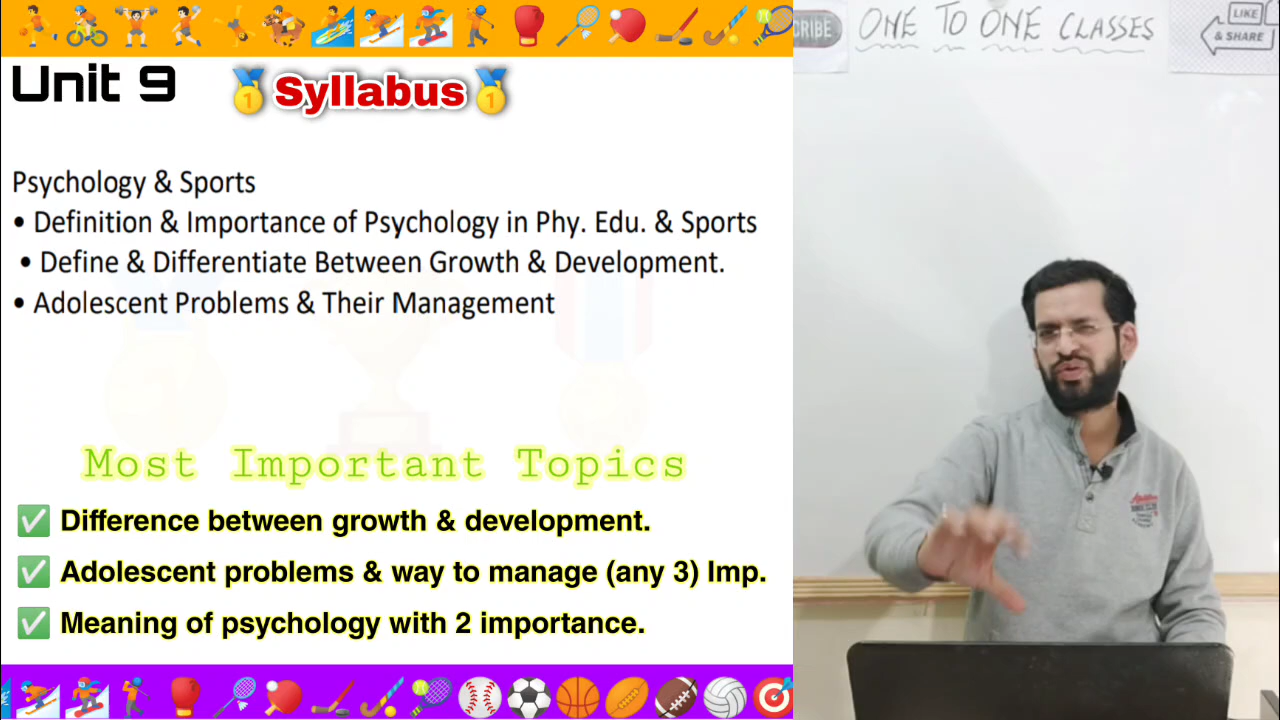 Unit 9
Syllabus
Psychology & Sports
• Definition & Importance of Psychology in Phy. Edu. & Sports
• Define & Differentiate Between Growth & Development.
• Adolescent Problems & Their Management
Most Important Topics
✅ Difference between growth & development.
✅ Adolescent problems & way to manage (any 3) Imp.
✅ Meaning of psychology with 2 importance.
CRIBE
ONE TO ONE CLASSES
LIKE
& SHARE